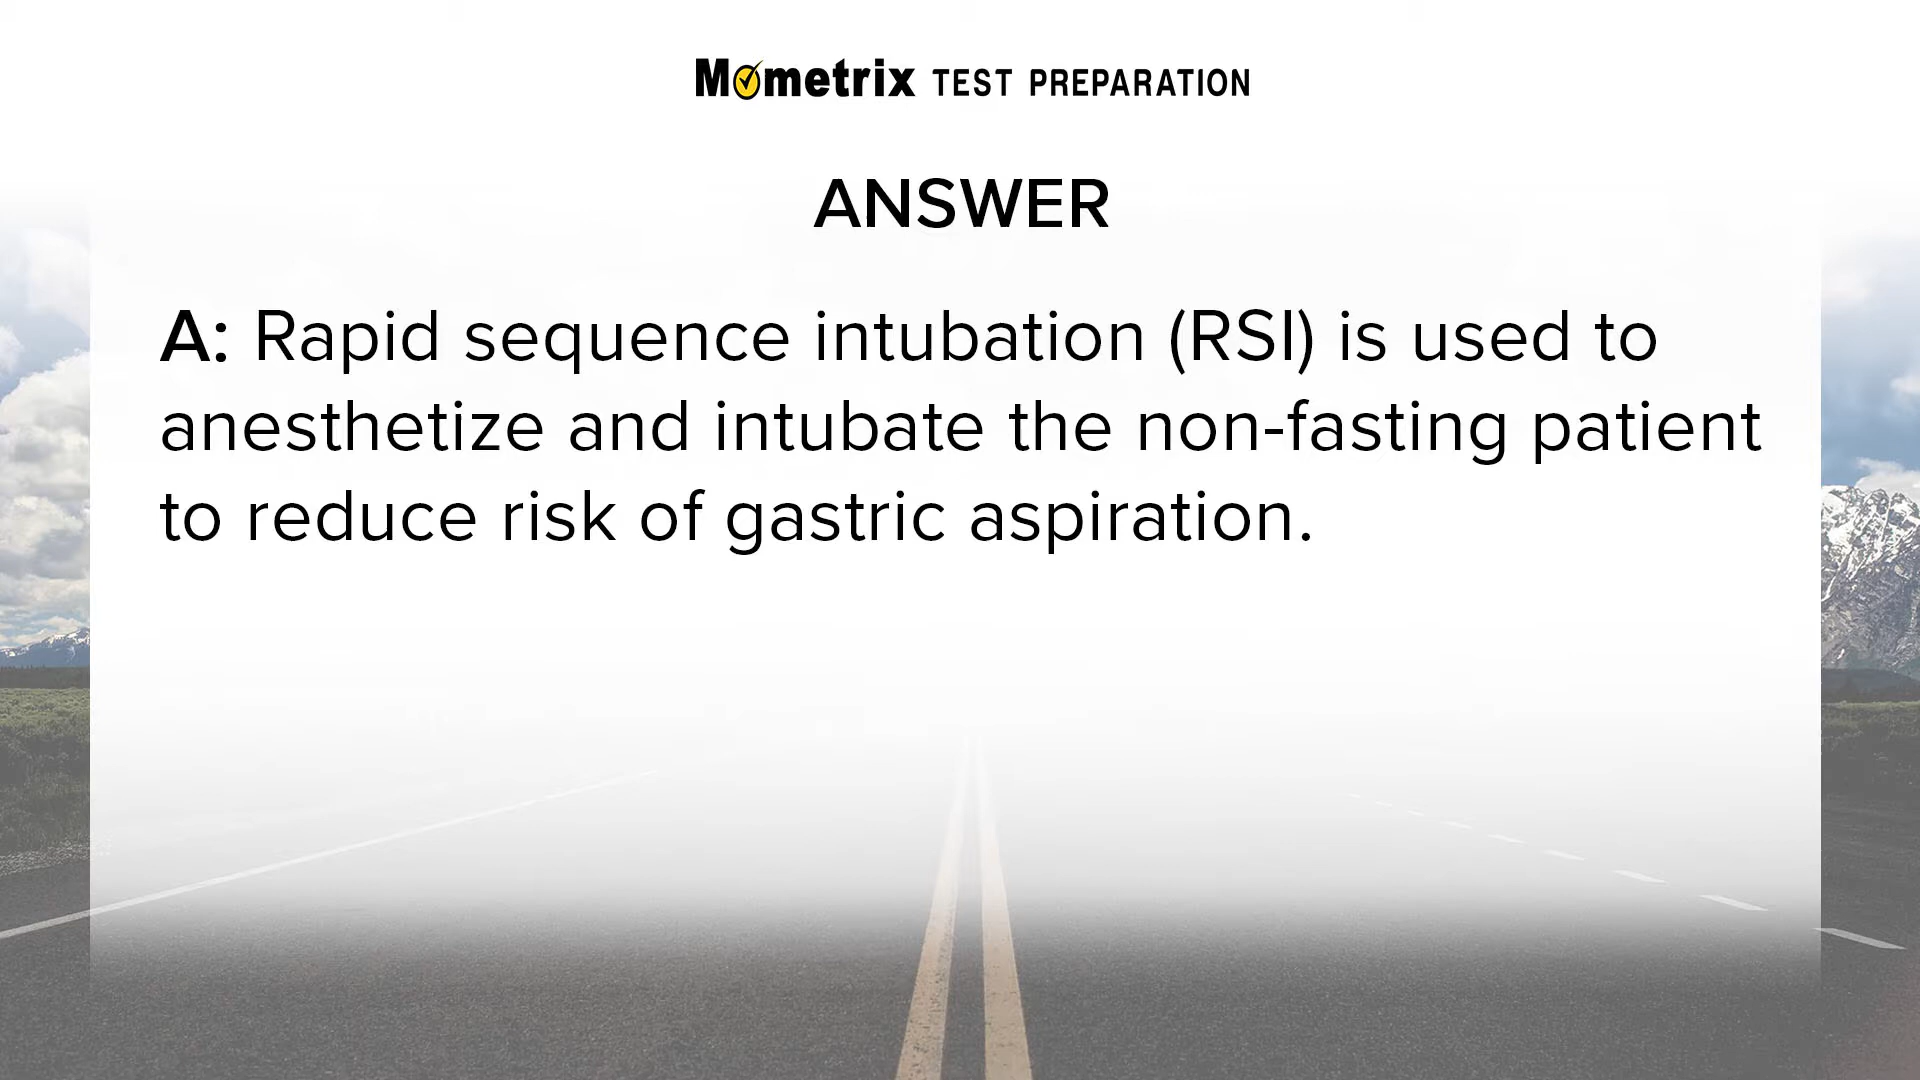 Mometrix TEST PREPARATION
ANSWER
A: Rapid sequence intubation (RSI) is used to
anesthetize and intubate the non-fasting patient
to reduce risk of gastric aspiration.